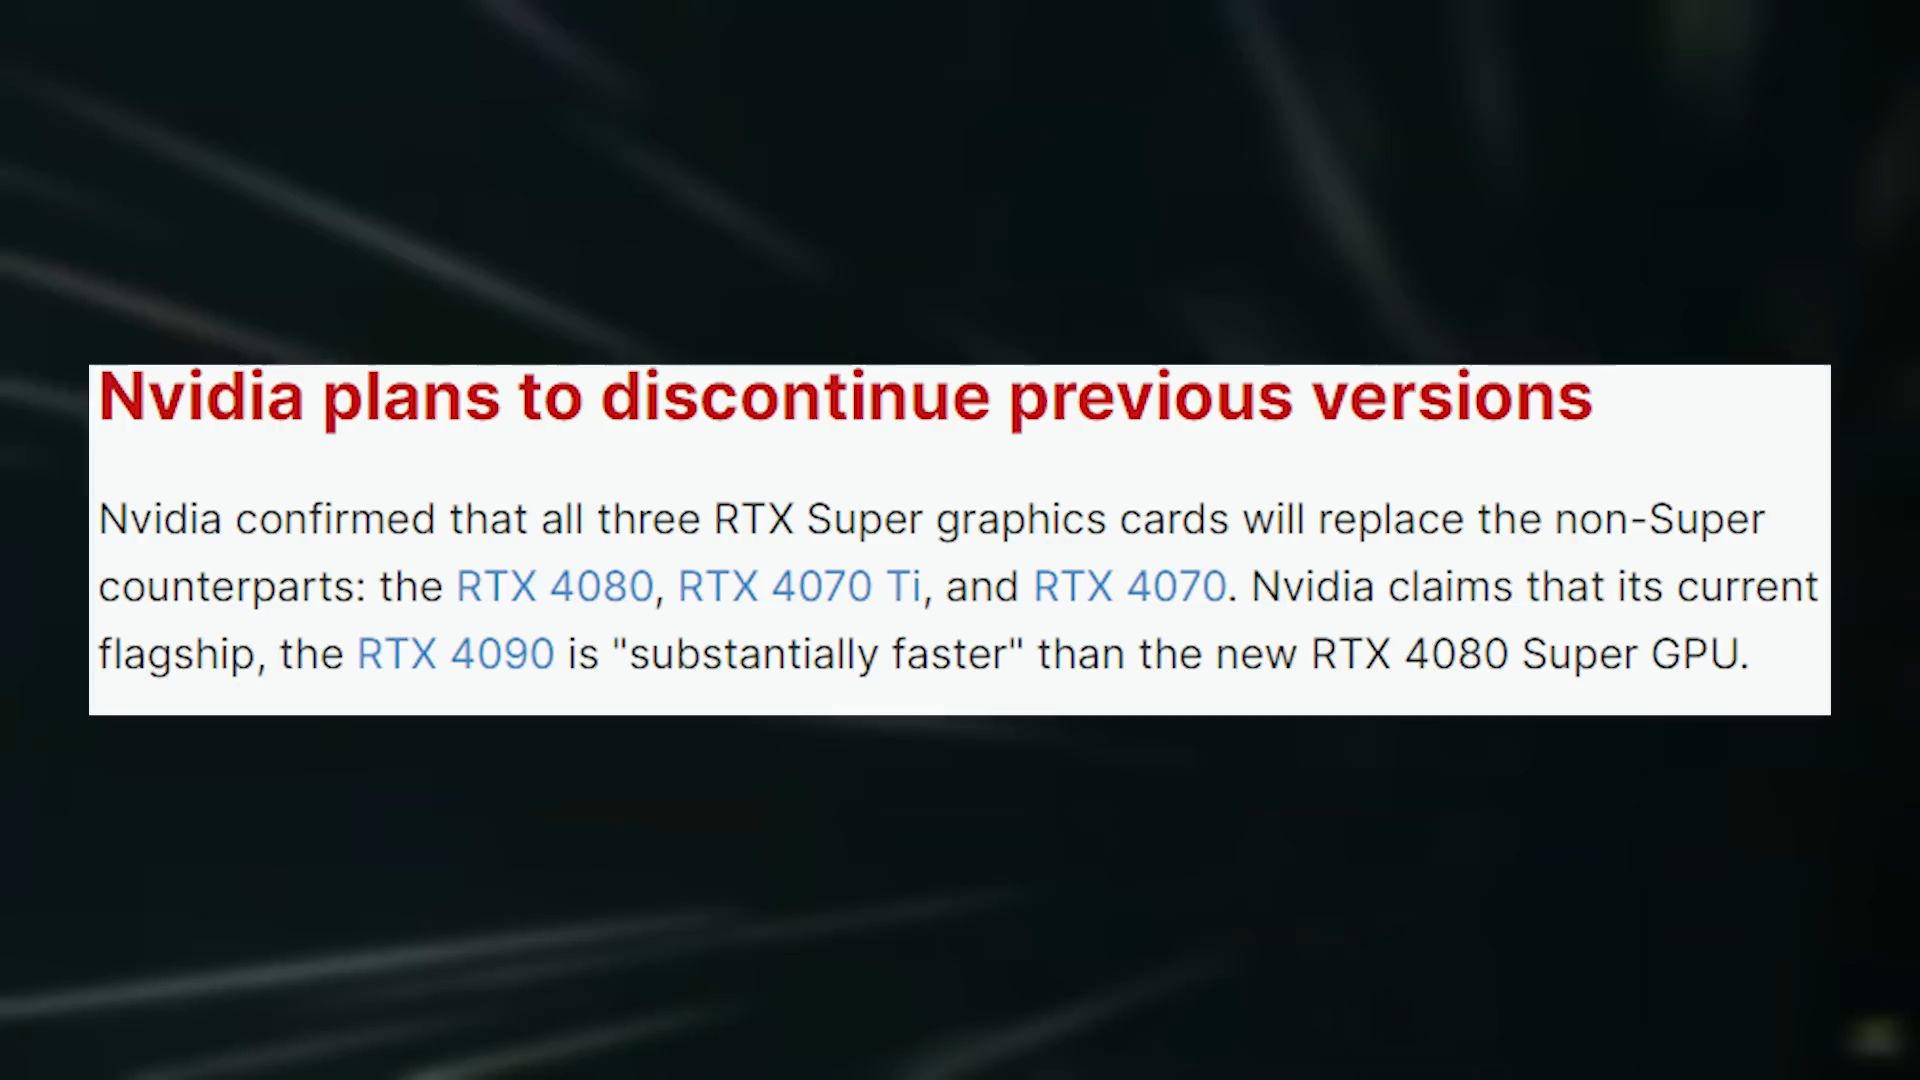 Nvidia plans to discontinue previous versions
Nvidia confirmed that all three RTX Super graphics cards will replace the non-Super
counterparts: the RTX 4080, RTX 4070 Ti, and RTX 4070. Nvidia claims that its current
flagship, the RTX 4090 is "substantially faster" than the new RTX 4080 Super GPU.